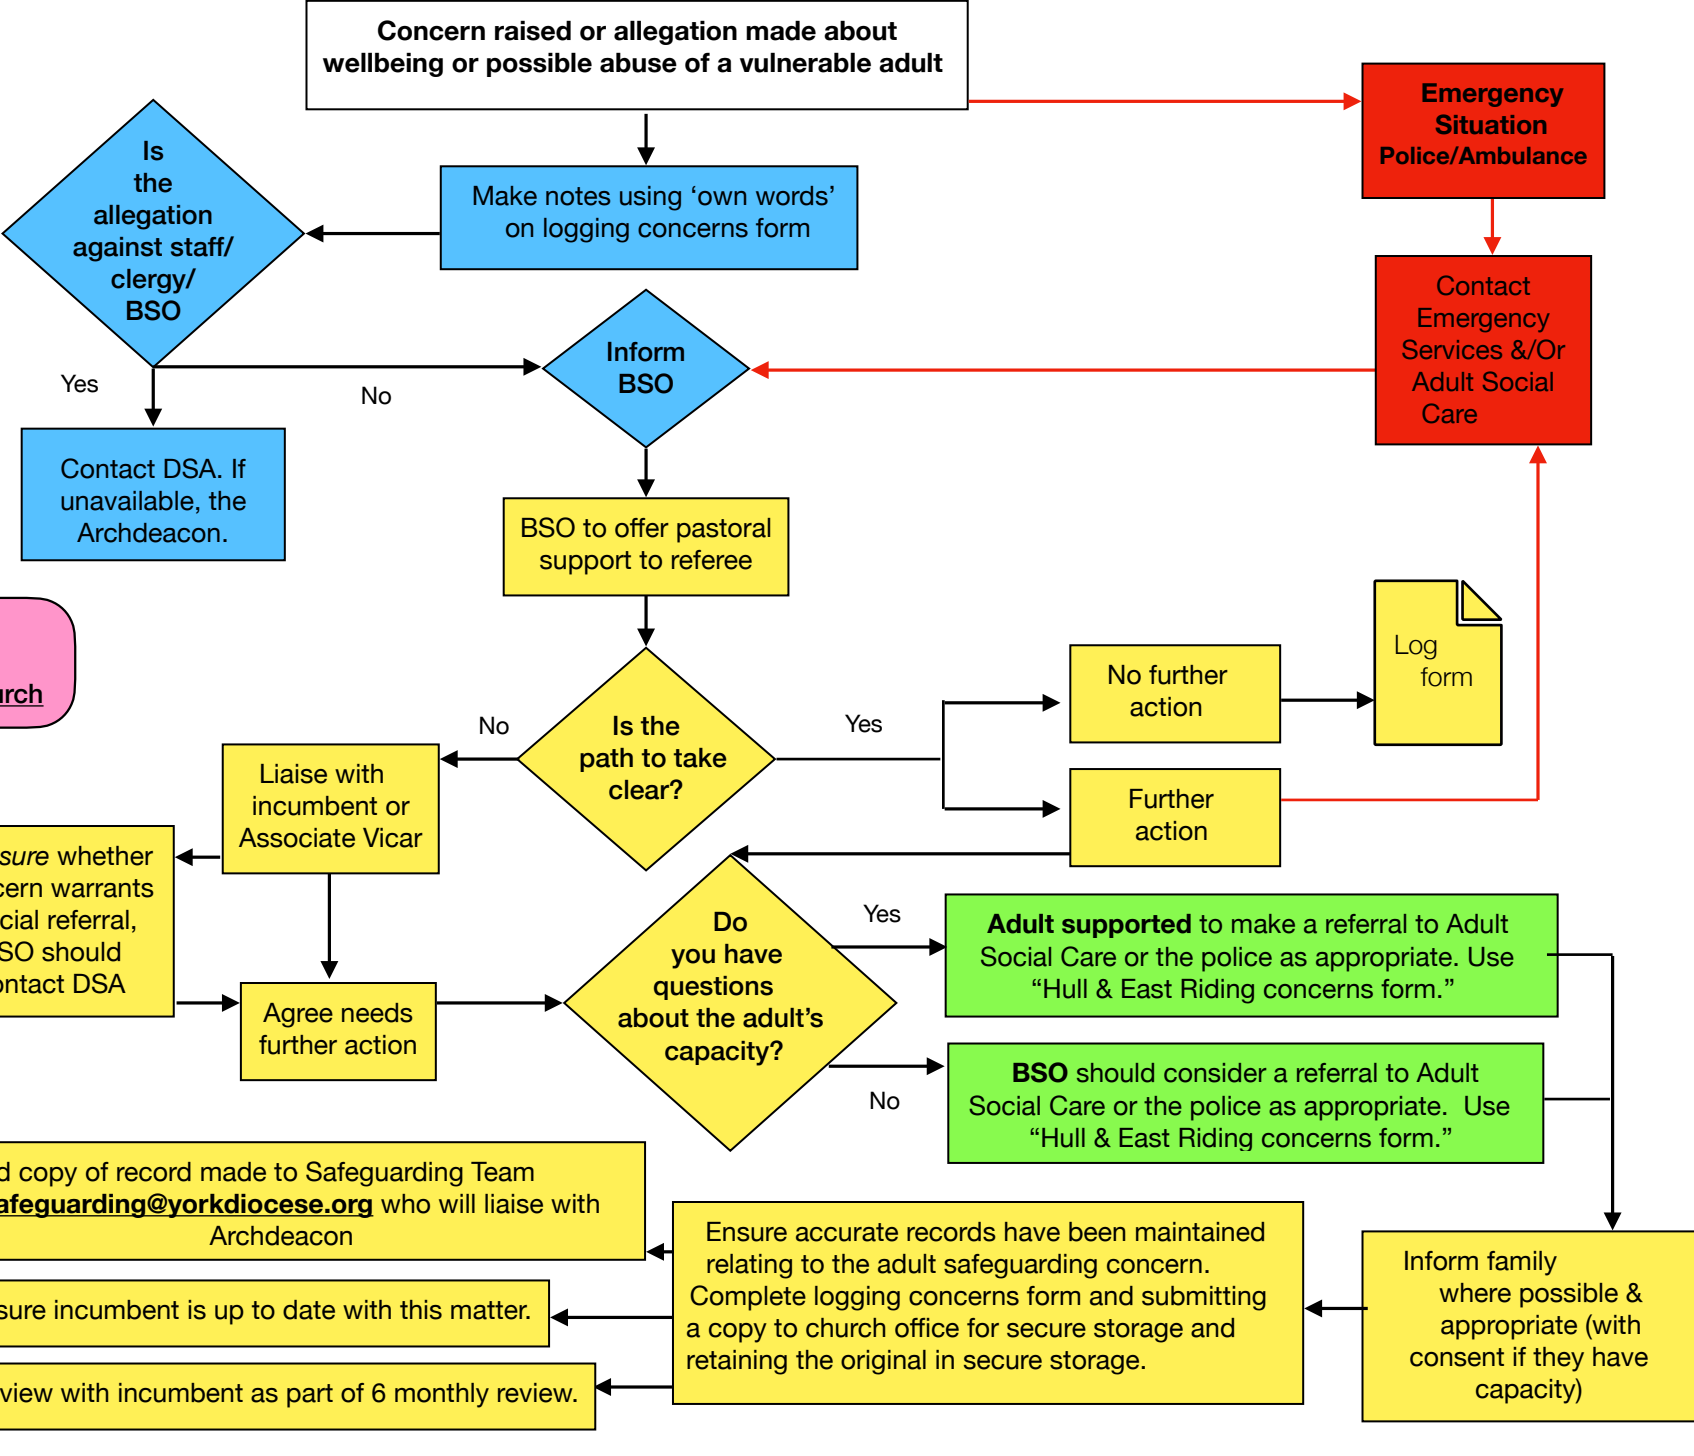 Concern raised or allegation made about
wellbeing or possible abuse of a vulnerable adult
Emergency
Situation
Police/Ambulance
Is
the
allegation
against staff/
clergy/
BSO
Make notes using ‘own words’
on logging concerns form
Contact
Emergency
Services &/Or
Adult Social
Care
Inform
BSO
Yes
No
Contact DSA. If
unavailable, the
Archdeacon.
BSO to offer pastoral
support to referee
Log
form
No further
action
No
Is the
path to take
clear?
Yes
Liaise with
incumbent or
Associate Vicar
Further
action
whether
warrants
referral,
should
DSA
Do
you have
questions
about the adult’s
capacity?
Yes
Adult supported to make a referral to Adult
Social Care or the police as appropriate. Use
“Hull & East Riding concerns form.”
Agree needs
further action
No
BSO should consider a referral to Adult
Social Care or the police as appropriate. Use
“Hull & East Riding concerns form.”
copy of record made to Safeguarding Team
afeguarding@yorkdiocese.org who will liaise with
Archdeacon
Ensure accurate records have been maintained
relating to the adult safeguarding concern.
Complete logging concerns form and submitting
a copy to church office for secure storage and
retaining the original in secure storage.
Inform family
where possible &
appropriate (with
consent if they have
capacity)
incumbent is up to date with this matter.
with incumbent as part of 6 monthly review.